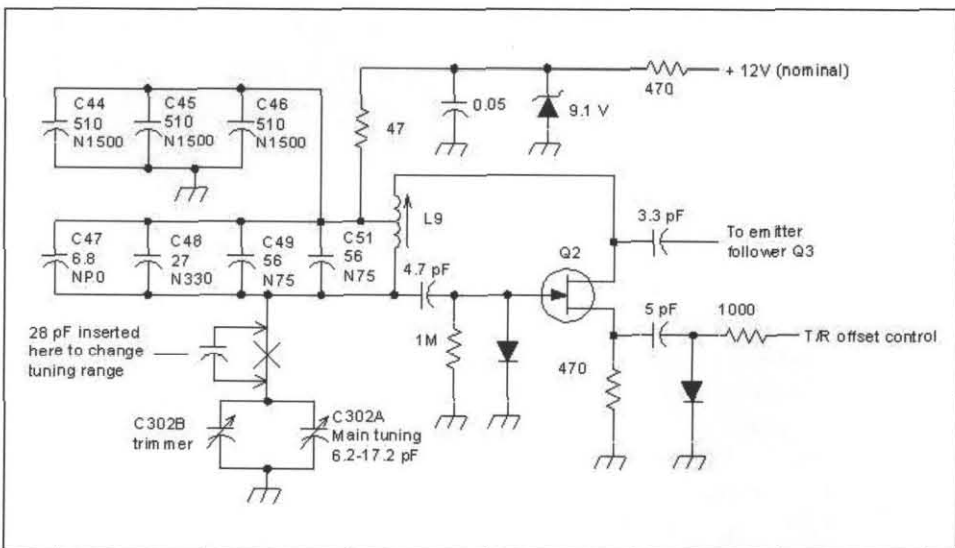 + 12V (nominal)
470
C44
510
N1500
C45
510
N1500
C46
510
N1500
0.05
9.1 V
47
L9
3.3 pF
To emitter
follower Q3
C47
6.8
NP0
C48
27
N330
C49
56
N75
C51
56
N75
4.7 pF
Q2
5 pF
1000
T/R offset control
28 pF inserted
here to change
tuning range
1M
470
C302B
trimmer
C302A
Main tuning
6.2-17.2 pF